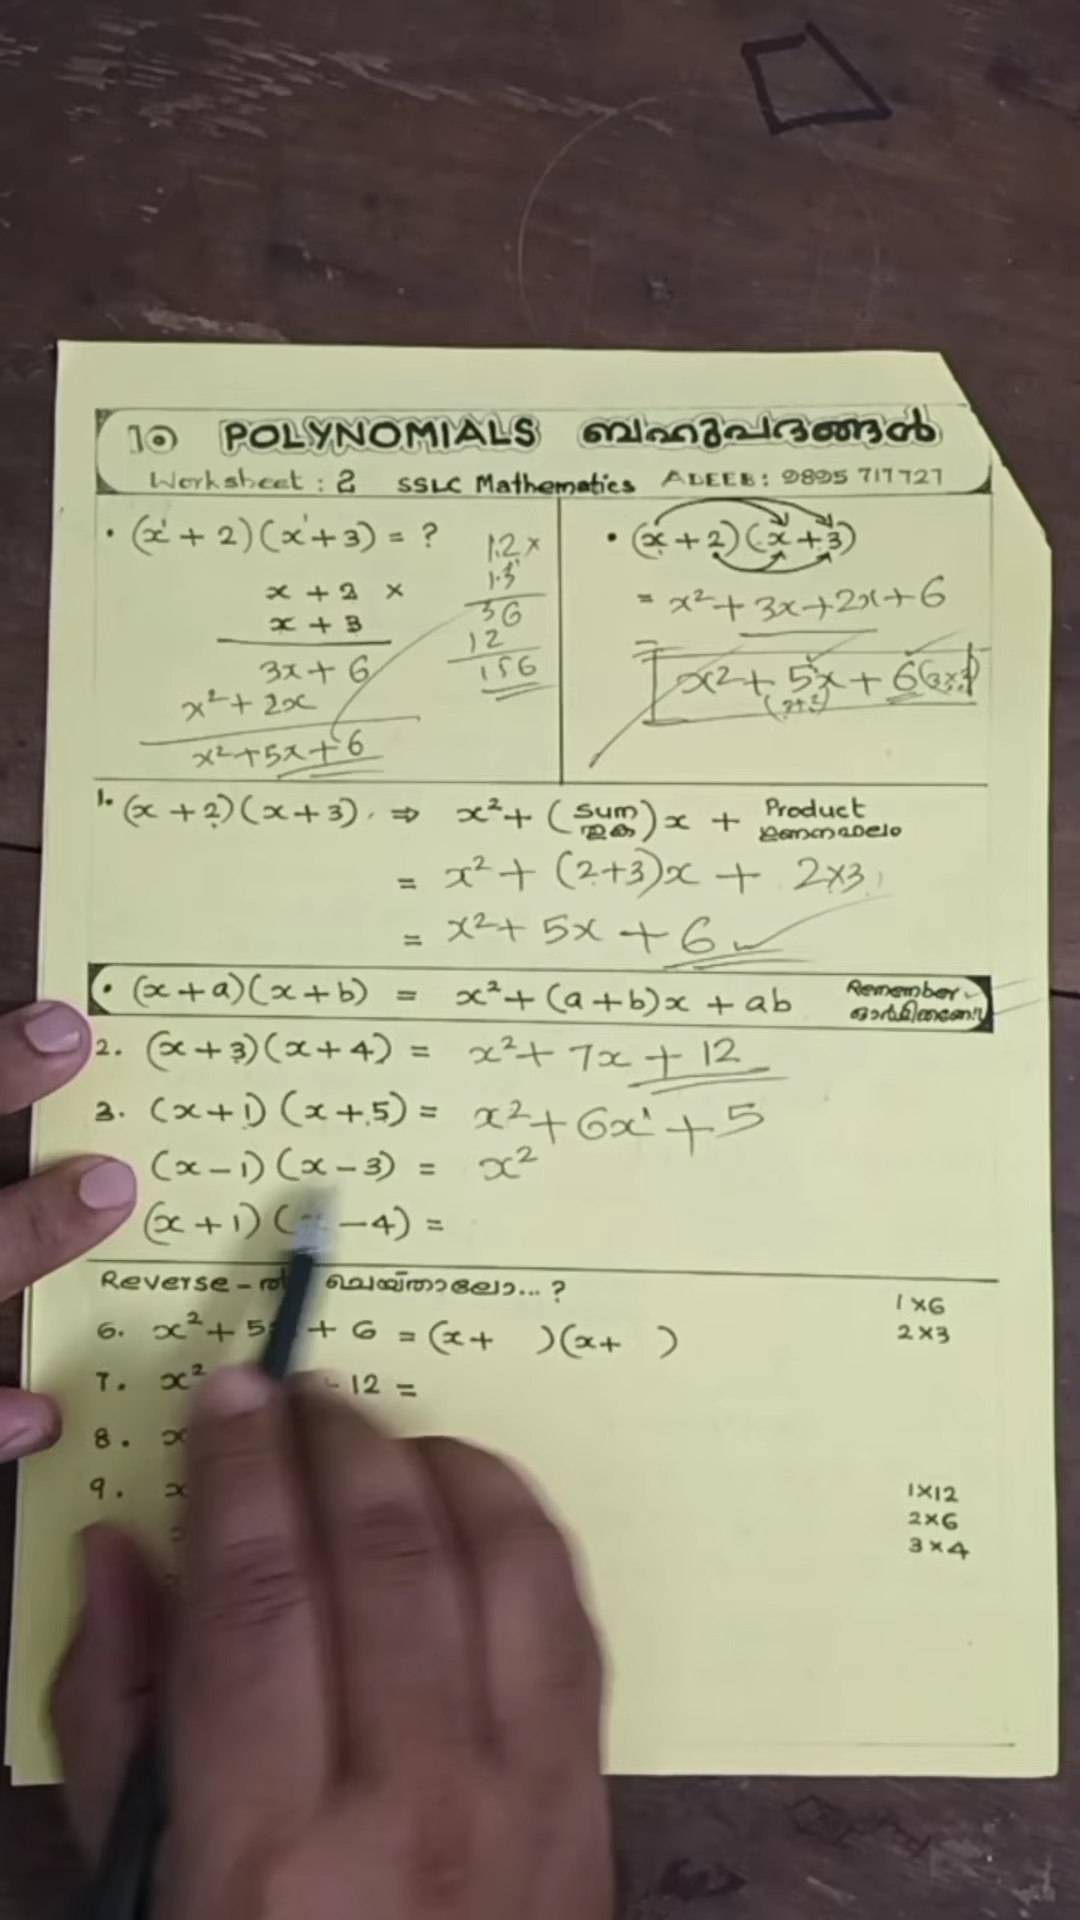 10 POLYNOMIALS ബഹുപദങ്ങൾ
Worksheet : 2 SSLC Mathematics ADEEB : 9895 717727
• (x + 2)(x + 3) = ?
x + 2 ×
x + 3
3x + 6
x² + 2x
x² + 5x + 6
12 ×
13
36
12
156
• (x + 2)(x + 3)
= x² + 3x + 2x + 6
x² + 5x + 6
1. (x + 2)(x + 3) ⇒ x² + (Sum തുക)x + Product ഗുണനഫലം
= x² + (2+3)x + 2×3
= x² + 5x + 6
• (x + a)(x + b) = x² + (a + b)x + ab Remember
2. (x + 3)(x + 4) = x² + 7x + 12
3. (x + 1)(x + 5) = x² + 6x + 5
(x - 1)(x - 3) = x²
(x + 1)( - 4) =
Reverse - ൽ ചെയ്താലോ...?
6. x² + 5 + 6 = (x + )(x + )
1 × 6
2 × 3
7. x² 12 =
8. x
9. x
1 × 12
2 × 6
3 × 4